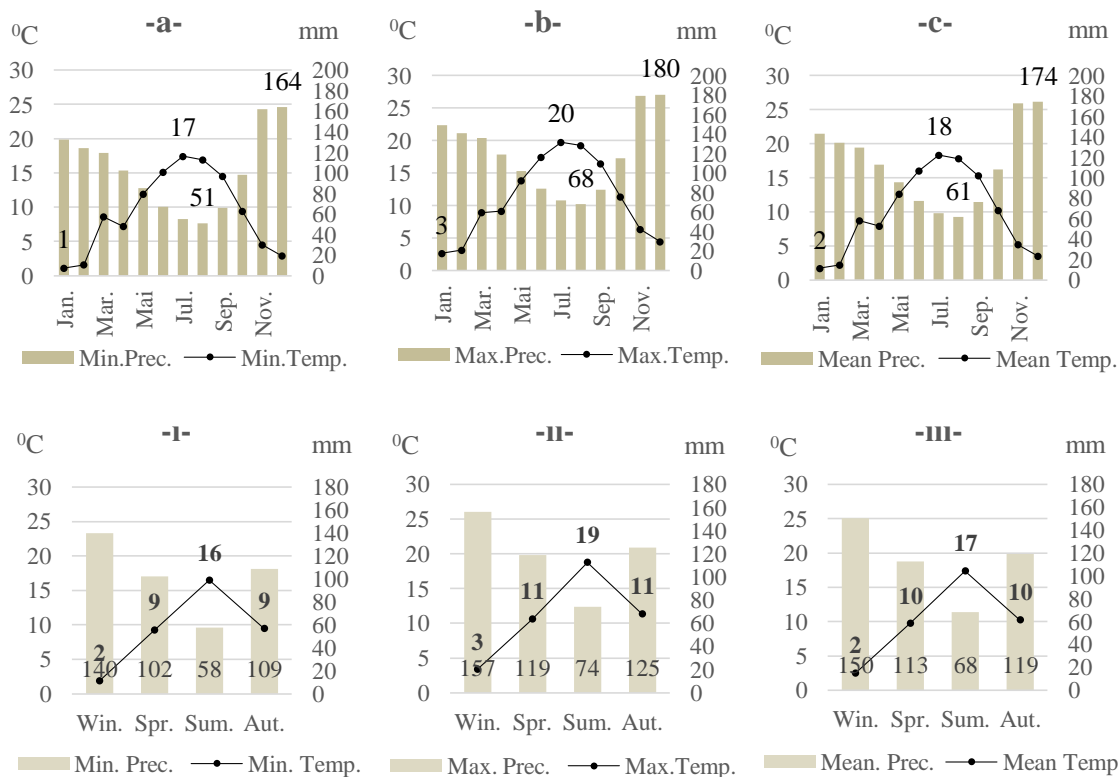 -a-
⁰C
mm
30
25
20
15
10
5
0
200
180
160
140
120
100
80
60
40
20
0
164
17
51
1
Jan.
Mar.
Mai
Jul.
Sep.
Nov.
Min.Prec.
Min.Temp.
-b-
⁰C
mm
30
25
20
15
10
5
0
200
180
160
140
120
100
80
60
40
20
0
180
20
68
3
Jan.
Mar.
Mai
Jul.
Sep.
Nov.
Max.Prec.
Max.Temp.
-c-
⁰C
mm
30
25
20
15
10
5
0
200
180
160
140
120
100
80
60
40
20
0
174
18
61
2
Jan.
Mar.
Mai
Jul.
Sep.
Nov.
Mean Prec.
Mean Temp.
-i-
⁰C
mm
30
25
20
15
10
5
0
180
160
140
120
100
80
60
40
20
0
2
9
16
9
140
102
58
109
Win.
Spr.
Sum.
Aut.
Min. Prec.
Min. Temp.
-ii-
⁰C
mm
30
25
20
15
10
5
0
180
160
140
120
100
80
60
40
20
0
3
11
19
11
157
119
74
125
Win.
Spr.
Sum.
Aut.
Max. Prec.
Max.Temp.
-iii-
⁰C
mm
30
25
20
15
10
5
0
180
160
140
120
100
80
60
40
20
0
2
10
17
10
150
113
68
119
Win.
Spr.
Sum.
Aut.
Mean Prec.
Mean Temp.